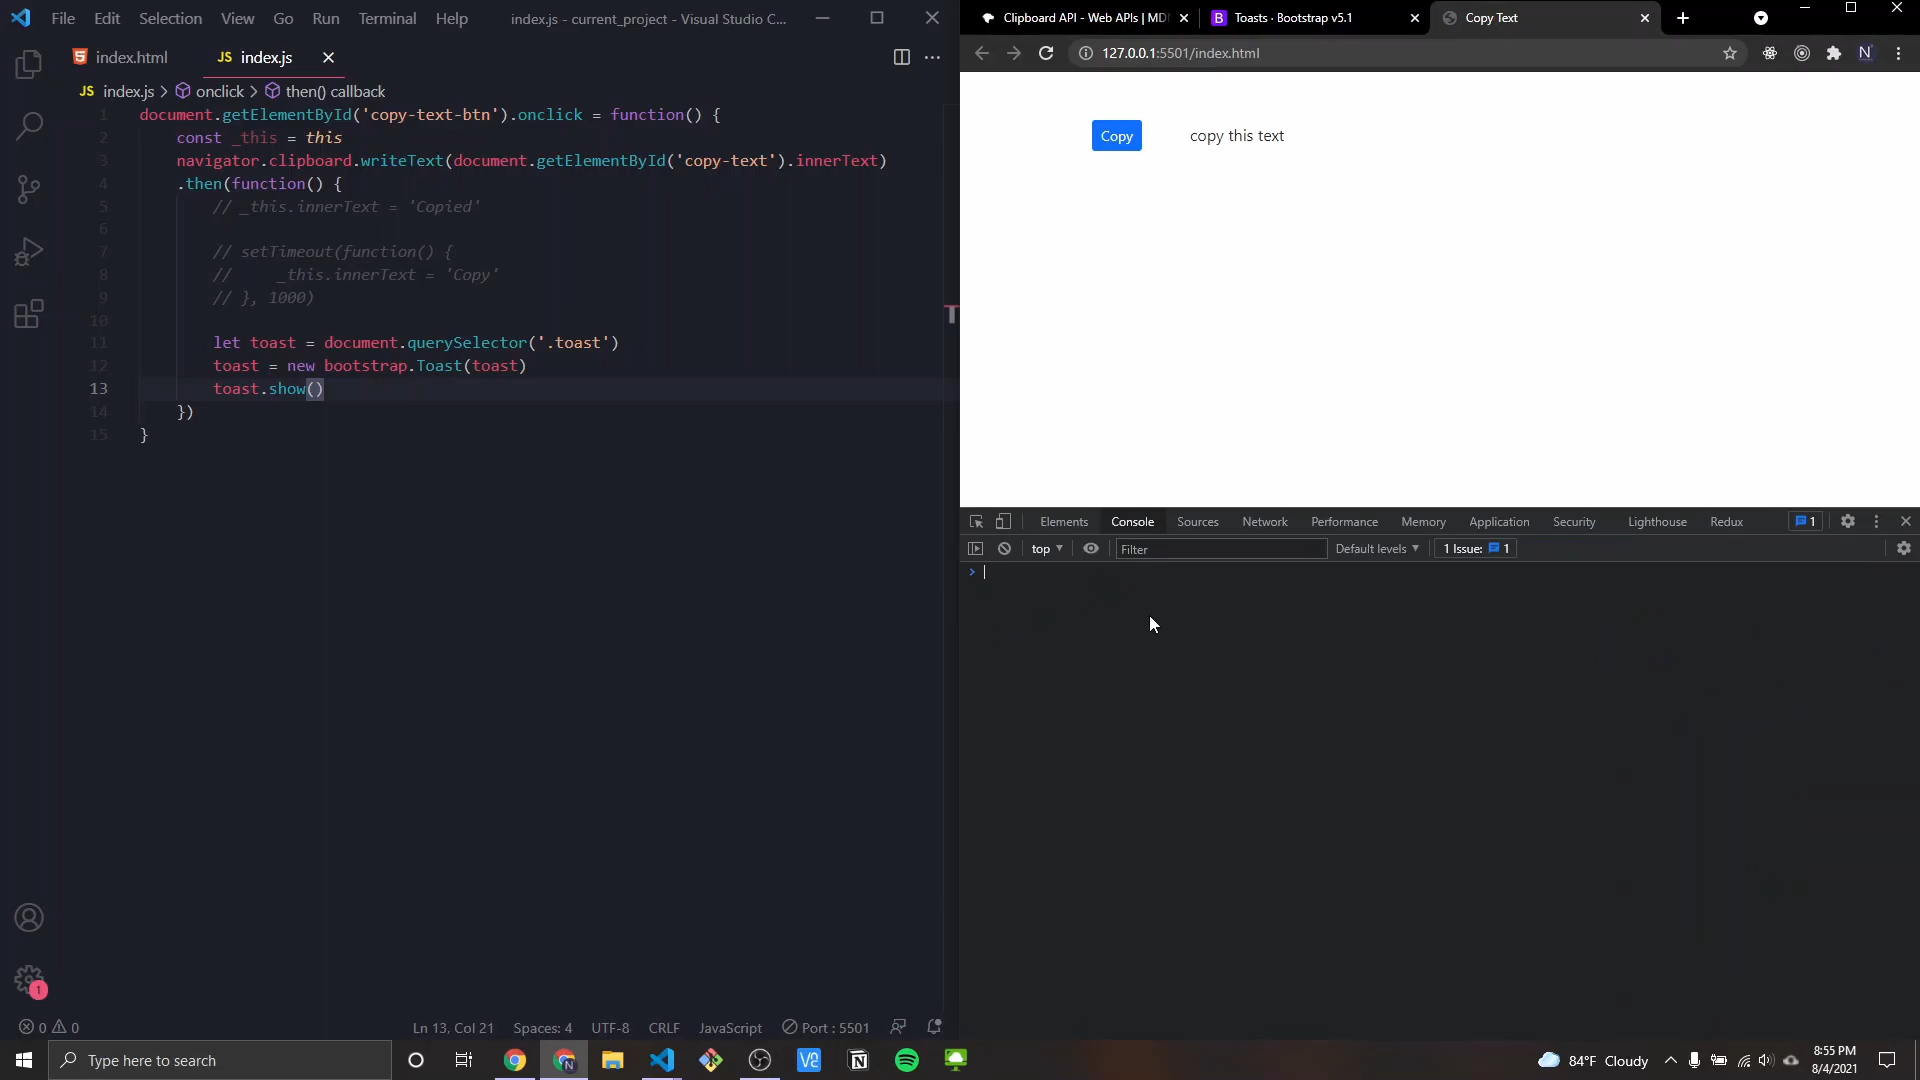 File Edit Selection View Go Run Terminal Help index.js - current_project - Visual Studio C...
index.html JS index.js
JS index.js > onclick > then() callback
1 document.getElementById('copy-text-btn').onclick = function() {
2 const _this = this
3 navigator.clipboard.writeText(document.getElementById('copy-text').innerText)
4 .then(function() {
5 // _this.innerText = 'Copied'
6
7 // setTimeout(function() {
8 // _this.innerText = 'Copy'
9 // }, 1000)
10
11 let toast = document.querySelector('.toast')
12 toast = new bootstrap.Toast(toast)
13 toast.show()
14 })
15 }
1
0 0 Ln 13, Col 21 Spaces: 4 UTF-8 CRLF JavaScript Port : 5501
Clipboard API - Web APIs | MD
B Toasts · Bootstrap v5.1
Copy Text
127.0.0.1:5501/index.html
N
Copy copy this text
Elements Console Sources Network Performance Memory Application Security Lighthouse Redux 1
top Filter Default levels 1 Issue: 1
>
Type here to search
84°F Cloudy
8:55 PM
8/4/2021